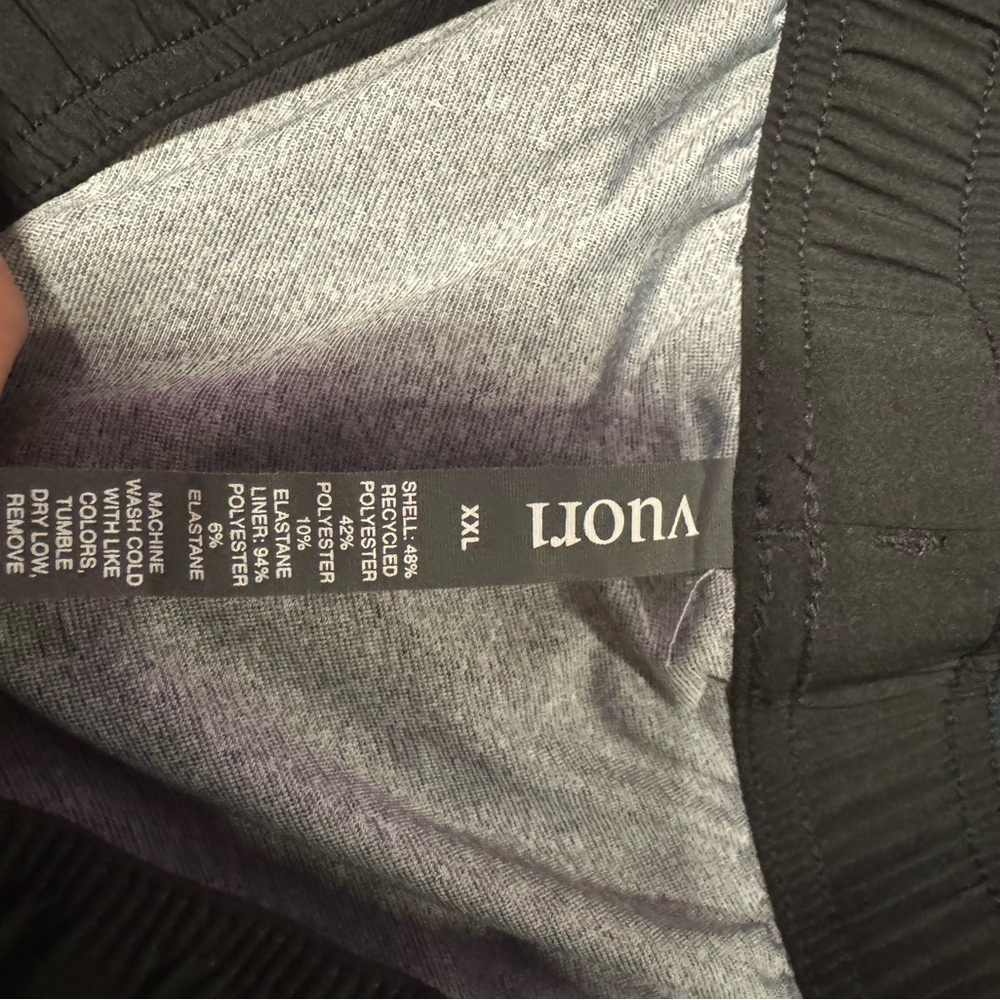 vuori
XXL
SHELL: 48%
RECYCLED
POLYESTER
42%
POLYESTER
10%
ELASTANE
LINER: 94%
POLYESTER
6%
ELASTANE
MACHINE
WASH COLD
WITH LIKE
COLORS,
TUMBLE
DRY LOW,
REMOVE